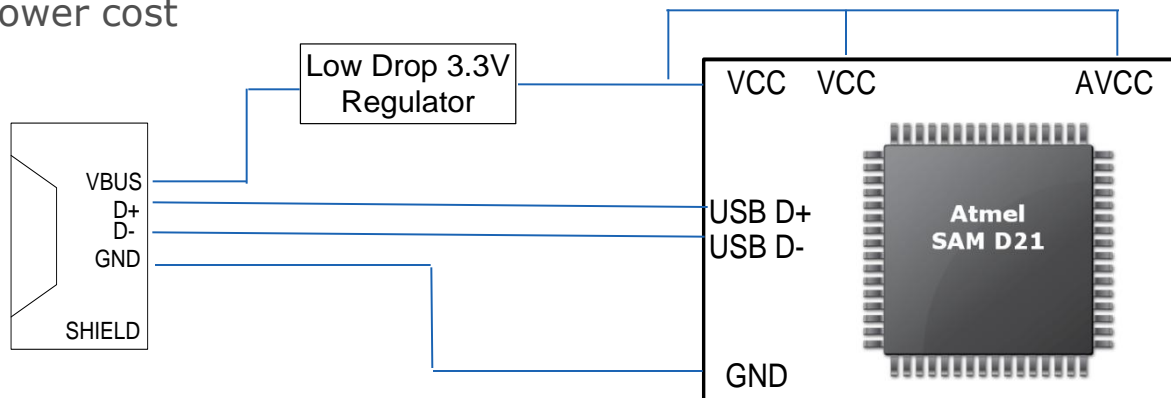 ower cost
Low Drop 3.3V
Regulator
VCC VCC AVCC
VBUS
D+
D-
GND
SHIELD
USB D+
USB D-
Atmel
SAM D21
GND